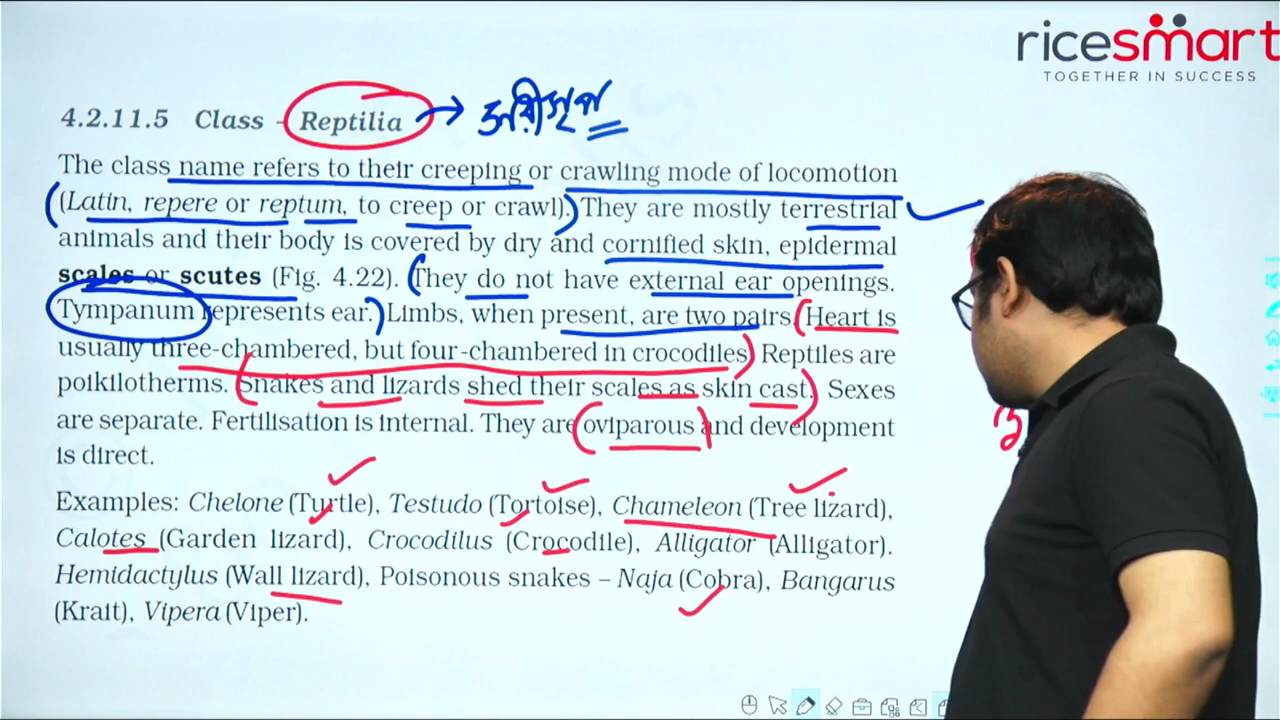 ricesmart
TOGETHER IN SUCCESS
4.2.11.5 Class - Reptilia → সরীসৃপ
The class name refers to their creeping or crawling mode of locomotion
(Latin, repere or reptum, to creep or crawl). They are mostly terrestrial
animals and their body is covered by dry and cornified skin, epidermal
scales or scutes (Fig. 4.22). They do not have external ear openings.
Tympanum represents ear. Limbs, when present, are two pairs. Heart is
usually three-chambered, but four-chambered in crocodiles. Reptiles are
poikilotherms. Snakes and lizards shed their scales as skin cast. Sexes
are separate. Fertilisation is internal. They are oviparous and development
is direct.
Examples: Chelone (Turtle), Testudo (Tortoise), Chameleon (Tree lizard),
Calotes (Garden lizard), Crocodilus (Crocodile), Alligator (Alligator).
Hemidactylus (Wall lizard), Poisonous snakes – Naja (Cobra), Bangarus
(Krait), Vipera (Viper).